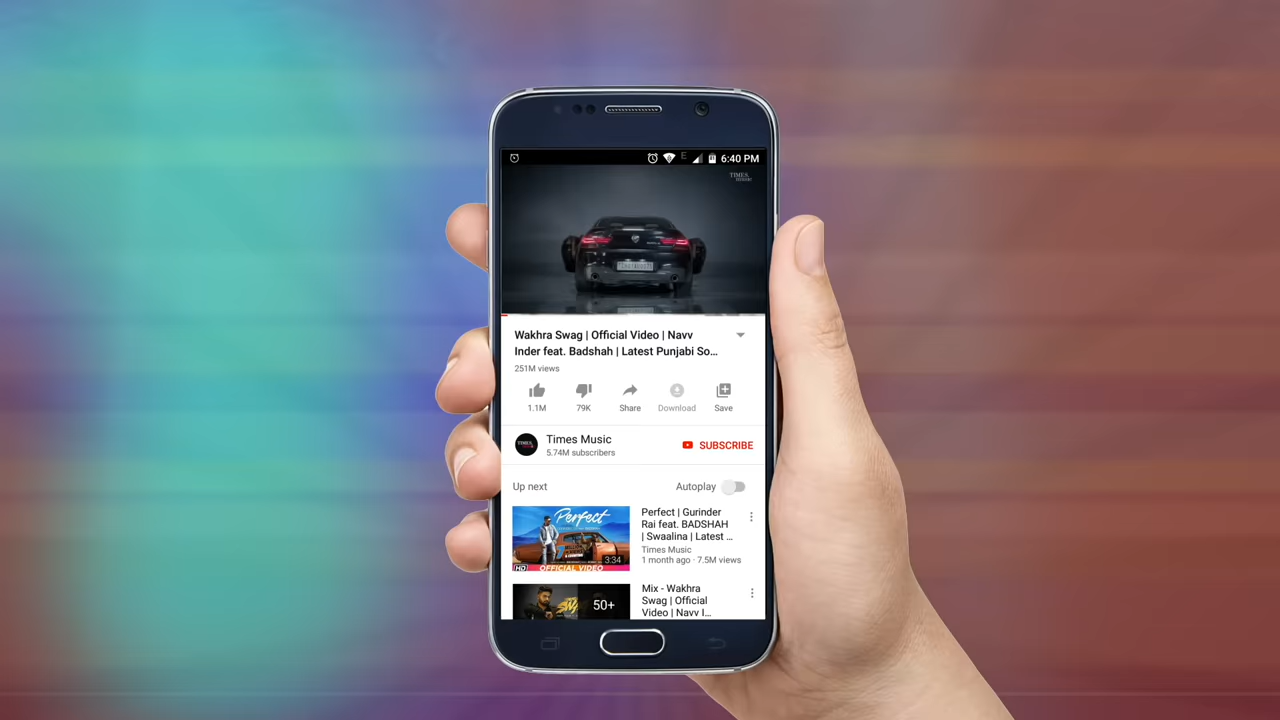 E 6:40 PM
TIMES
MUSIC
Wakhra Swag | Official Video | Navv
Inder feat. Badshah | Latest Punjabi So...
251M views
1.1M 79K Share Download Save
Times Music
5.74M subscribers
SUBSCRIBE
Up next
Autoplay
Perfect
3:34
HD
OFFICIAL VIDEO
Perfect | Gurinder
Rai feat. BADSHAH
| Swaalina | Latest ...
Times Music
1 month ago · 7.5M views
50+
Mix - Wakhra
Swag | Official
Video | Navv I...